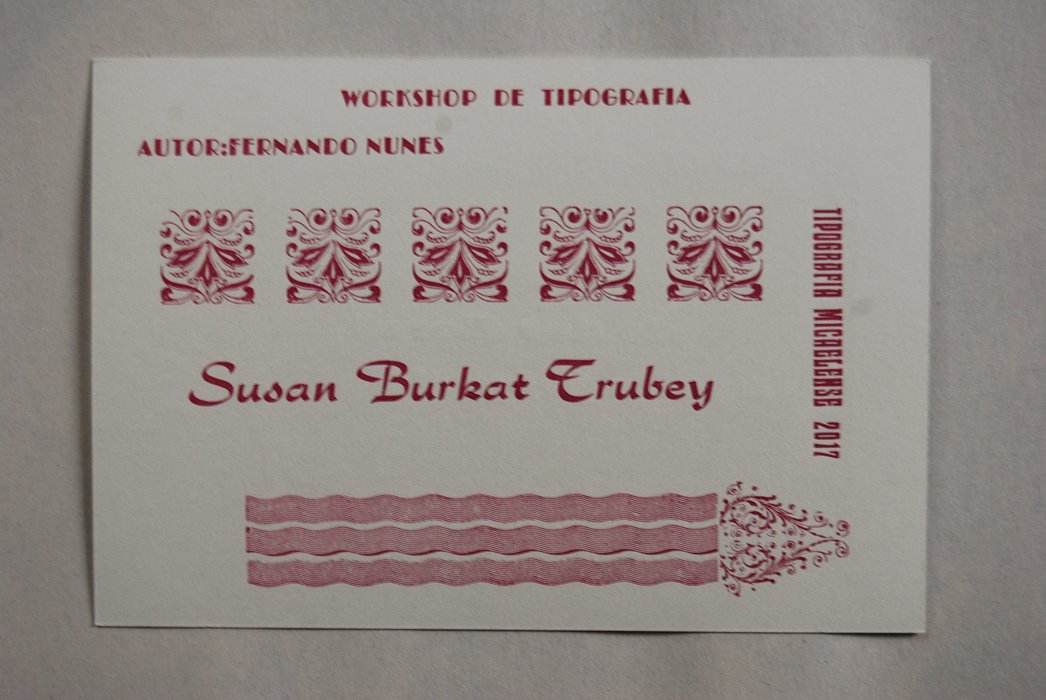 WORKSHOP DE TIPOGRAFIA
AUTOR:FERNANDO NUNES
TIPOGRAFIA MICAELENSE 2017
Susan Burkat Trubey